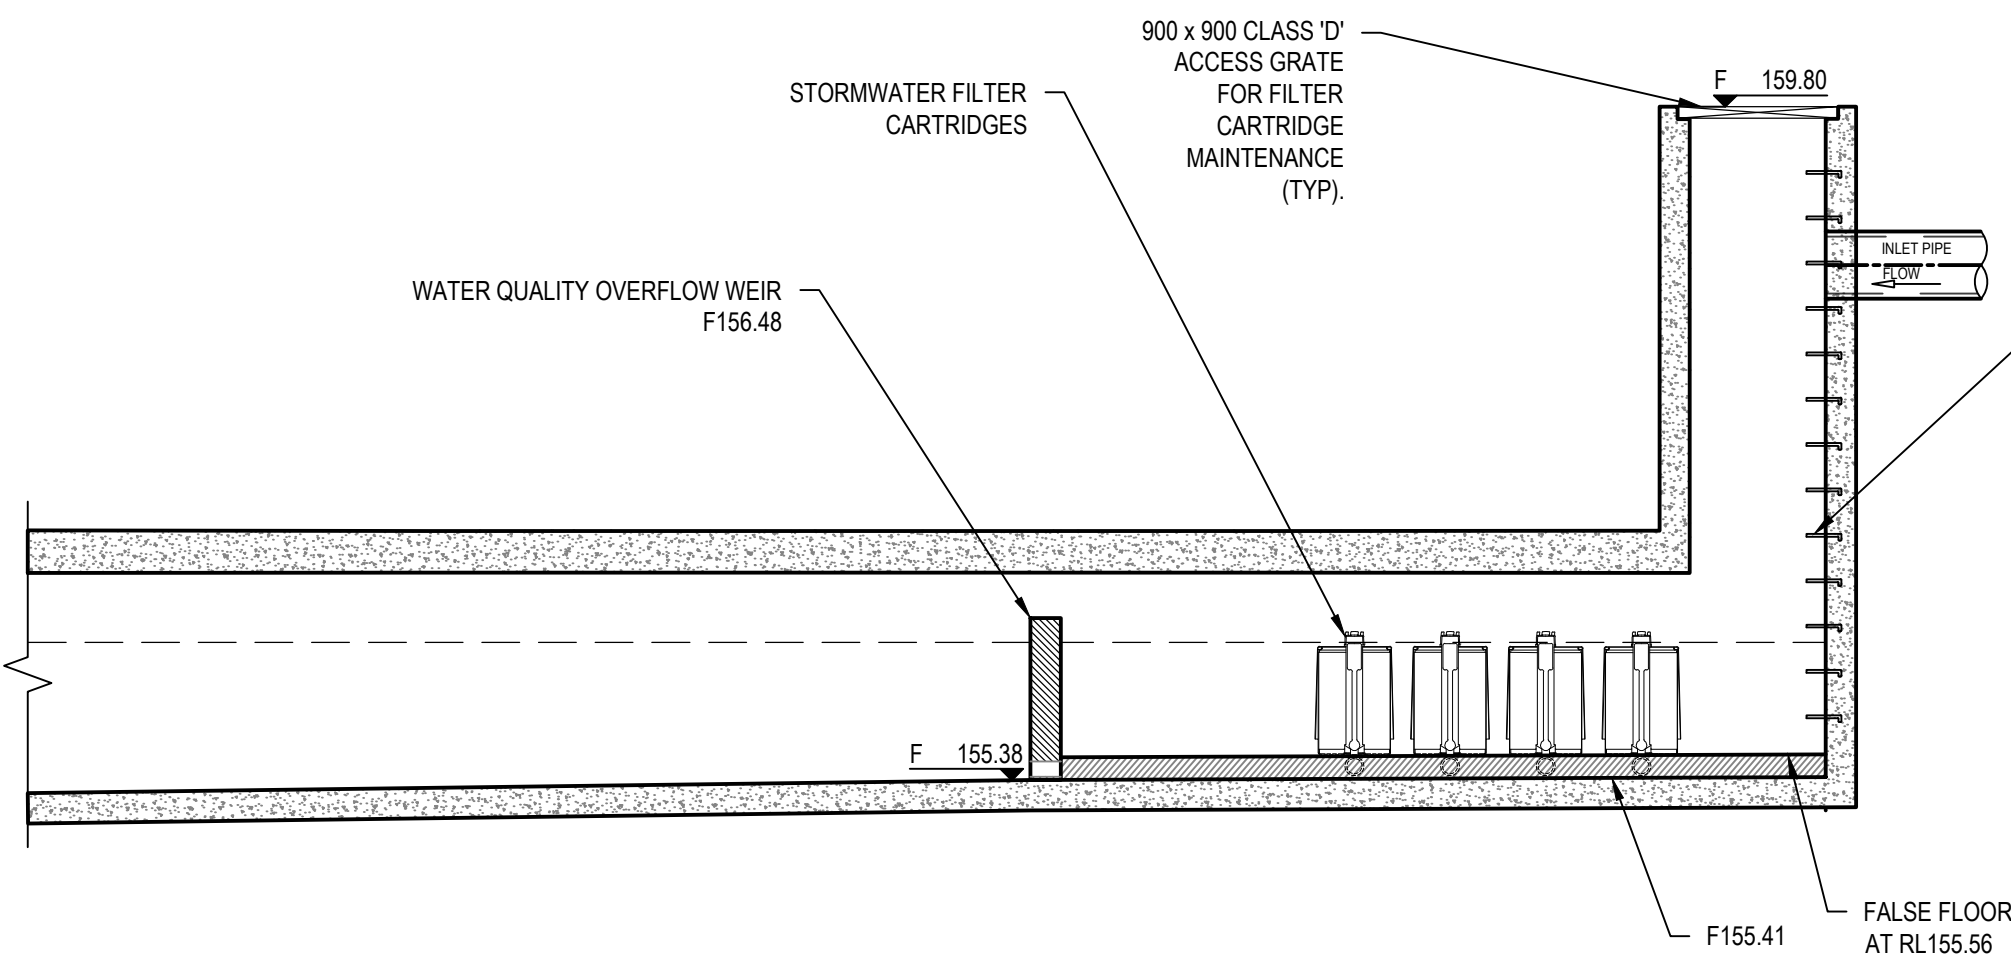 900 x 900 CLASS 'D'
ACCESS GRATE
FOR FILTER
CARTRIDGE
MAINTENANCE
(TYP).
STORMWATER FILTER
CARTRIDGES
F 159.80
INLET PIPE
FLOW
WATER QUALITY OVERFLOW WEIR
F156.48
F 155.38
FALSE FLOOR
AT RL155.56
F155.41